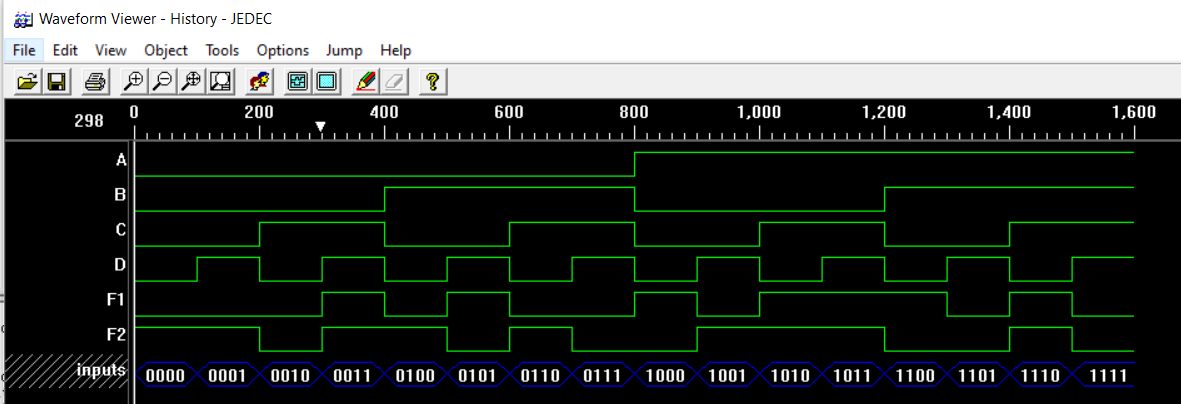 Waveform Viewer - History - JEDEC
File Edit View Object Tools Options Jump Help
298 0 200 400 600 800 1,000 1,200 1,400 1,600
A
B
C
D
F1
F2
inputs 0000 0001 0010 0011 0100 0101 0110 0111 1000 1001 1010 1011 1100 1101 1110 1111